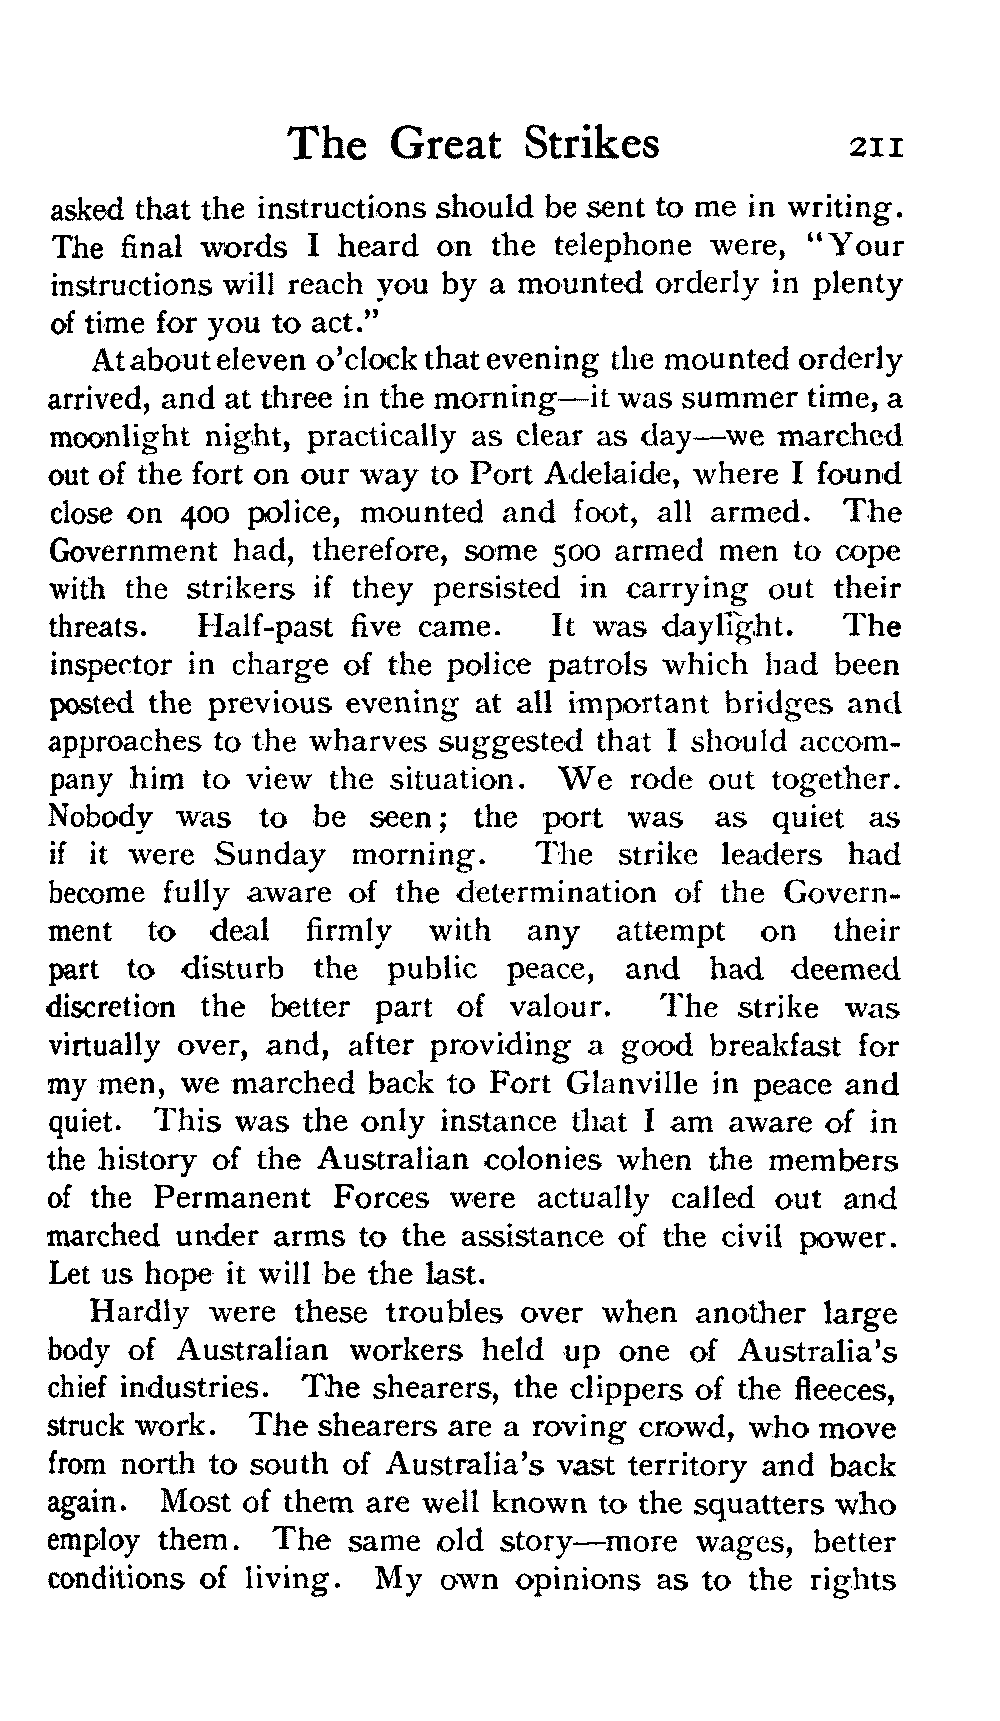 The Great Strikes 211
asked that the instructions should be sent to me in writing.
The final words I heard on the telephone were, “Your
instructions will reach you by a mounted orderly in plenty
of time for you to act.”
At about eleven o’clock that evening the mounted orderly
arrived, and at three in the morning—it was summer time, a
moonlight night, practically as clear as day—we marched
out of the fort on our way to Port Adelaide, where I found
close on 400 police, mounted and foot, all armed. The
Government had, therefore, some 500 armed men to cope
with the strikers if they persisted in carrying out their
threats. Half-past five came. It was daylight. The
inspector in charge of the police patrols which had been
posted the previous evening at all important bridges and
approaches to the wharves suggested that I should accom-
pany him to view the situation. We rode out together.
Nobody was to be seen; the port was as quiet as
if it were Sunday morning. The strike leaders had
become fully aware of the determination of the Govern-
ment to deal firmly with any attempt on their
part to disturb the public peace, and had deemed
discretion the better part of valour. The strike was
virtually over, and, after providing a good breakfast for
my men, we marched back to Fort Glanville in peace and
quiet. This was the only instance that I am aware of in
the history of the Australian colonies when the members
of the Permanent Forces were actually called out and
marched under arms to the assistance of the civil power.
Let us hope it will be the last.
Hardly were these troubles over when another large
body of Australian workers held up one of Australia’s
chief industries. The shearers, the clippers of the fleeces,
struck work. The shearers are a roving crowd, who move
from north to south of Australia’s vast territory and back
again. Most of them are well known to the squatters who
employ them. The same old story—more wages, better
conditions of living. My own opinions as to the rights